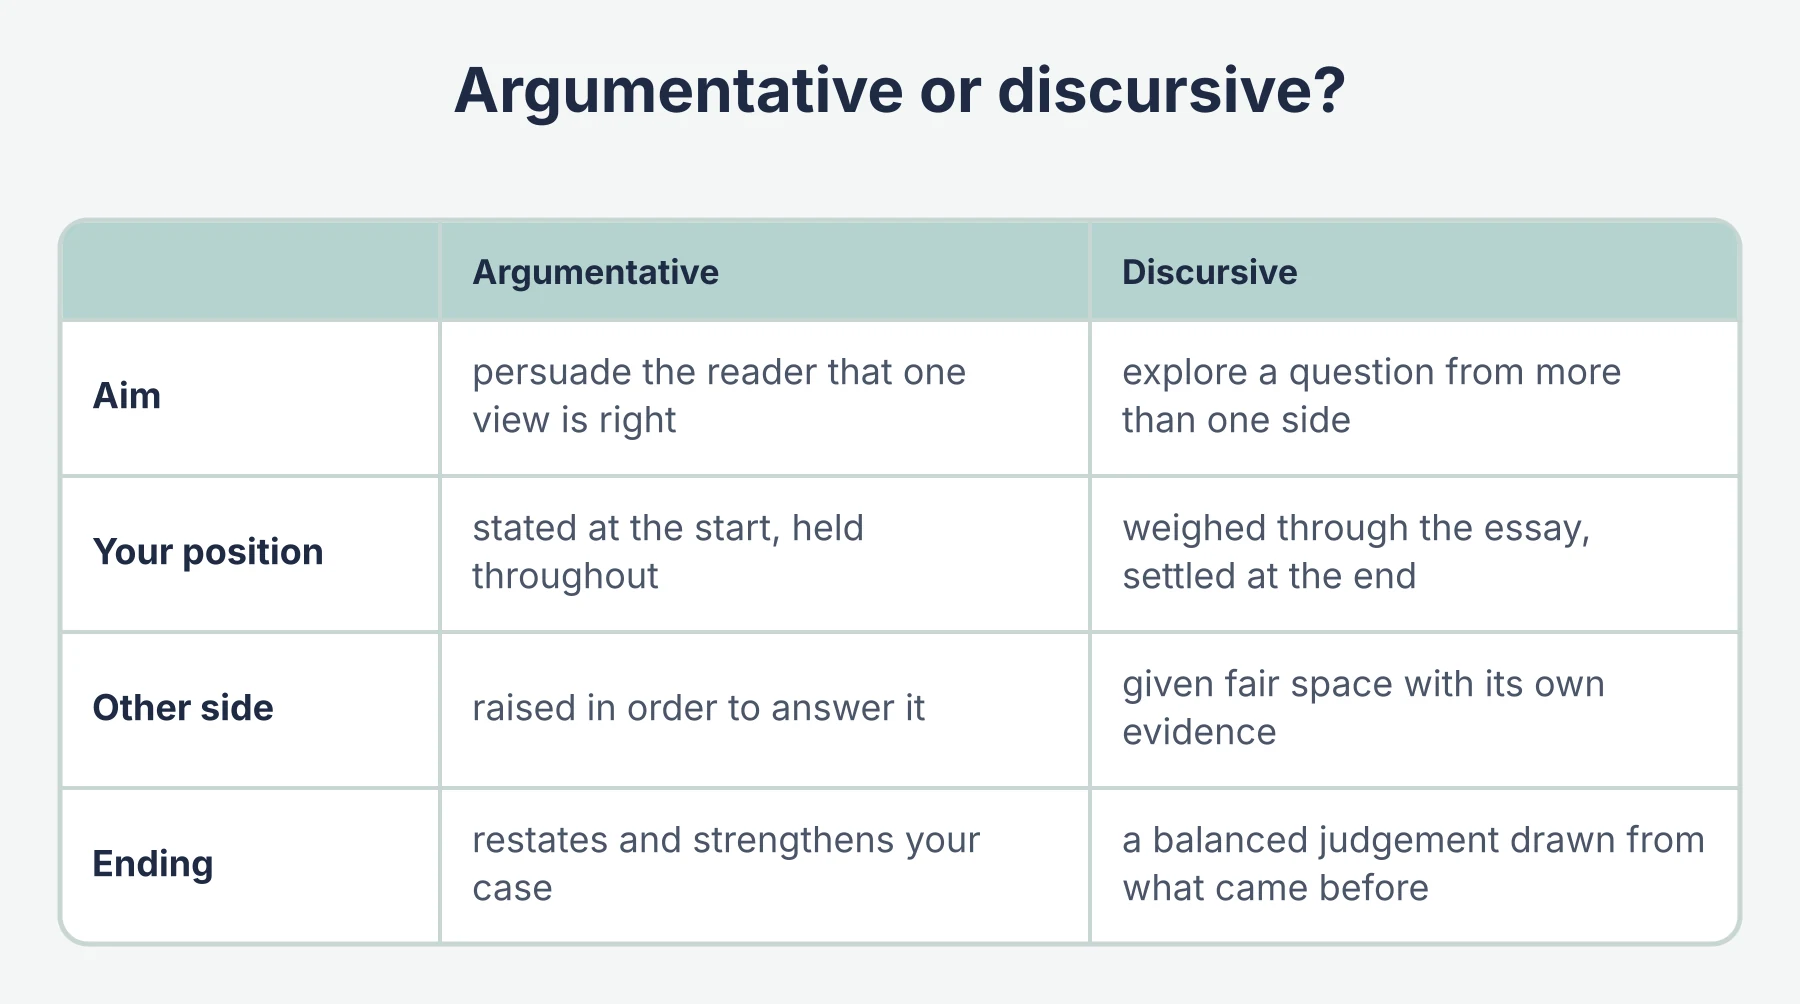 Argumentative or discursive?
Argumentative
Discursive
Aim
persuade the reader that one
view is right
explore a question from more
than one side
Your position
stated at the start, held
throughout
weighed through the essay,
settled at the end
Other side
raised in order to answer it
given fair space with its own
evidence
Ending
restates and strengthens your
case
a balanced judgement drawn from
what came before